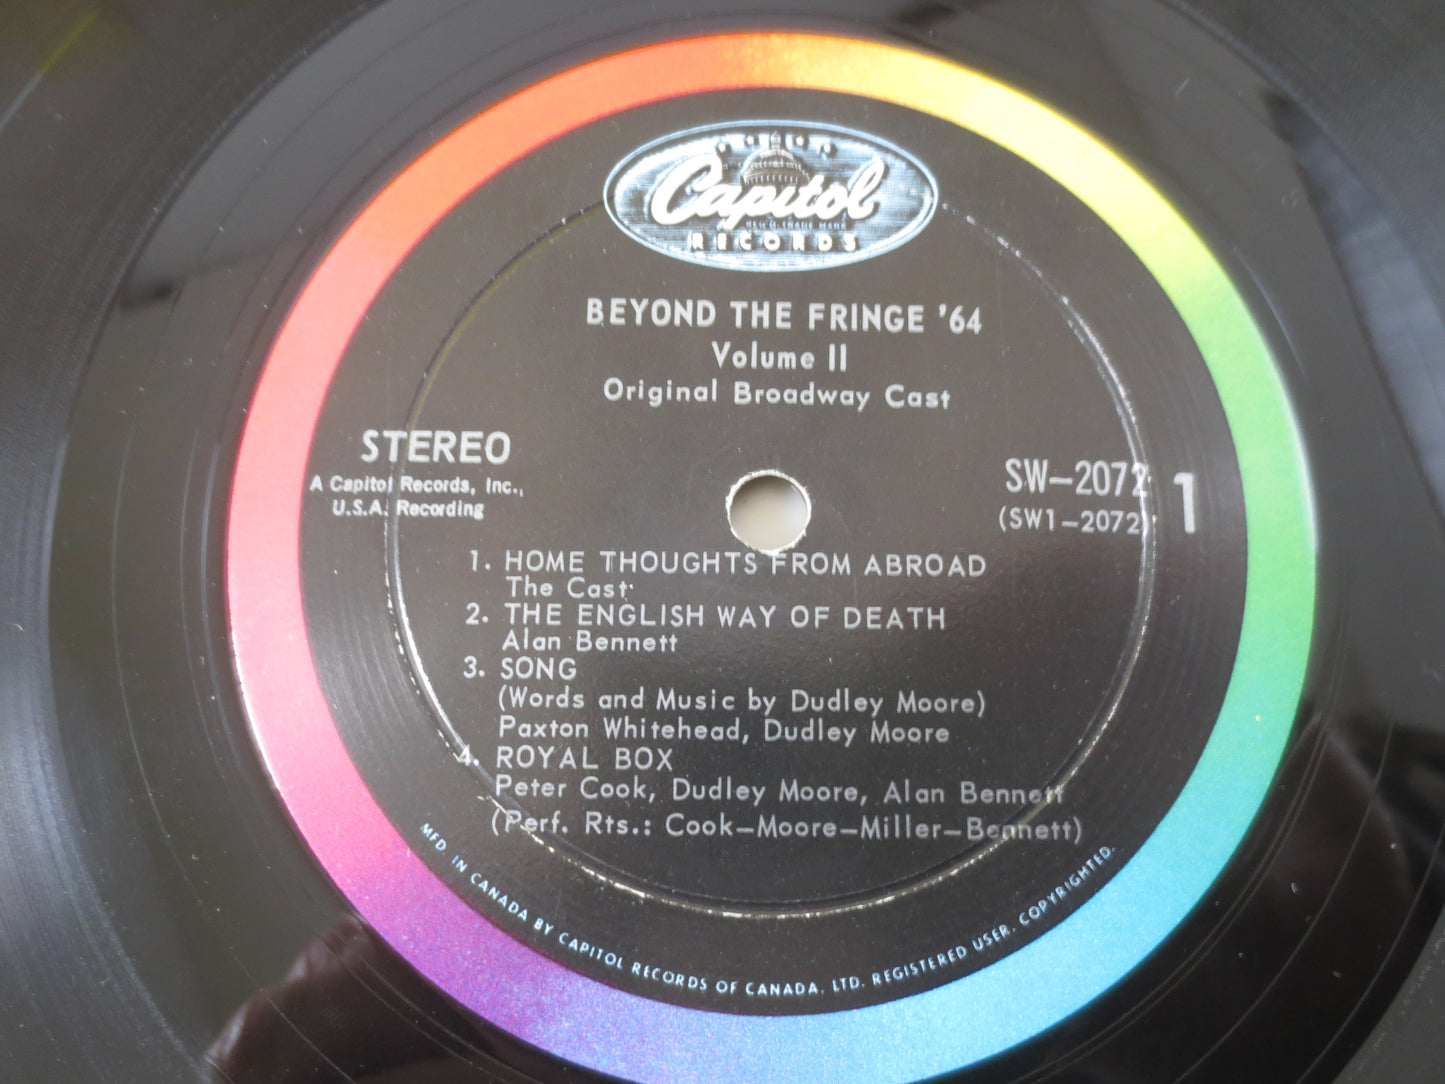 Capitol
REG'D. TRADE MARK
RECORDS
BEYOND THE FRINGE '64
Volume II
Original Broadway Cast
STEREO
A Capitol Records, Inc.,
U.S.A. Recording
SW-2072
(SW1-2072)
1
1. HOME THOUGHTS FROM ABROAD
The Cast
2. THE ENGLISH WAY OF DEATH
Alan Bennett
3. SONG
(Words and Music by Dudley Moore)
Paxton Whitehead, Dudley Moore
4. ROYAL BOX
Peter Cook, Dudley Moore, Alan Bennett
(Perf. Rts.: Cook-Moore-Miller-Bennett)
MFD. IN CANADA BY CAPITOL RECORDS OF CANADA, LTD. REGISTERED USER. COPYRIGHTED.